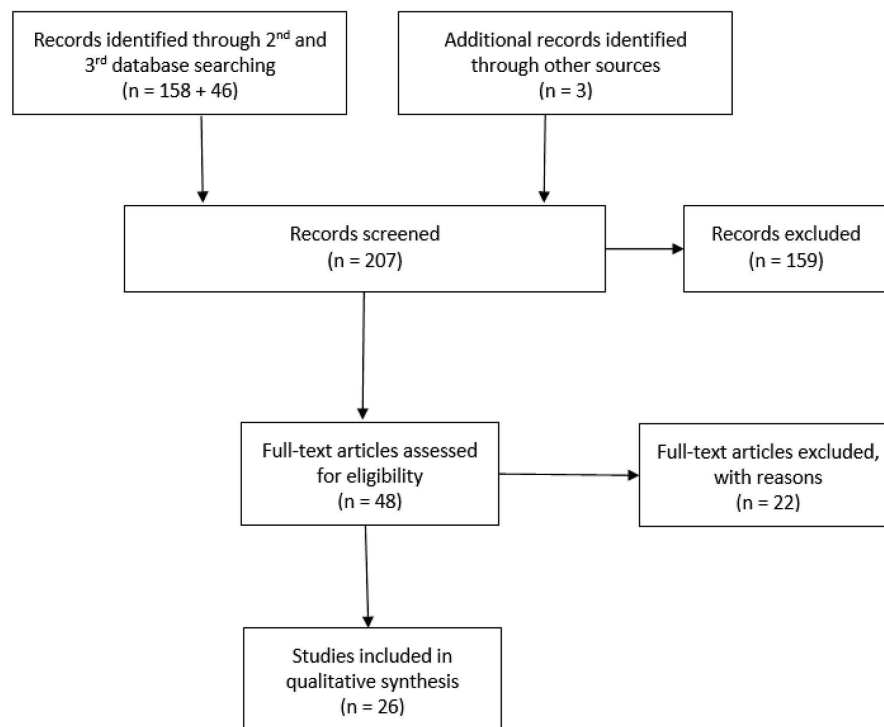 Records identified through 2nd and
3rd database searching
(n = 158 + 46)
Additional records identified
through other sources
(n = 3)
Records screened
(n = 207)
Records excluded
(n = 159)
Full-text articles assessed
for eligibility
(n = 48)
Full-text articles excluded,
with reasons
(n = 22)
Studies included in
qualitative synthesis
(n = 26)